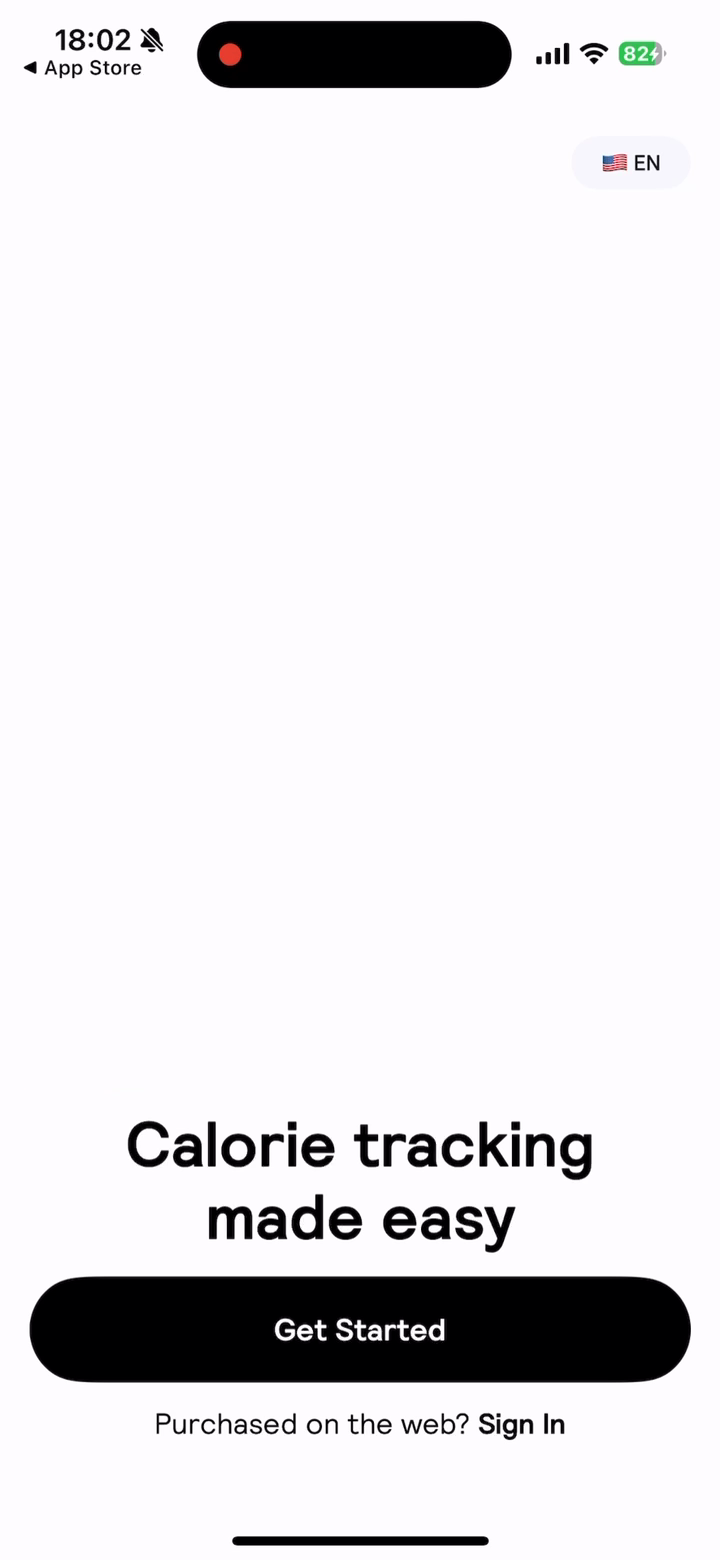 18:02
◀ App Store
82
🇺🇸 EN
Calorie tracking
made easy
Get Started
Purchased on the web? Sign In